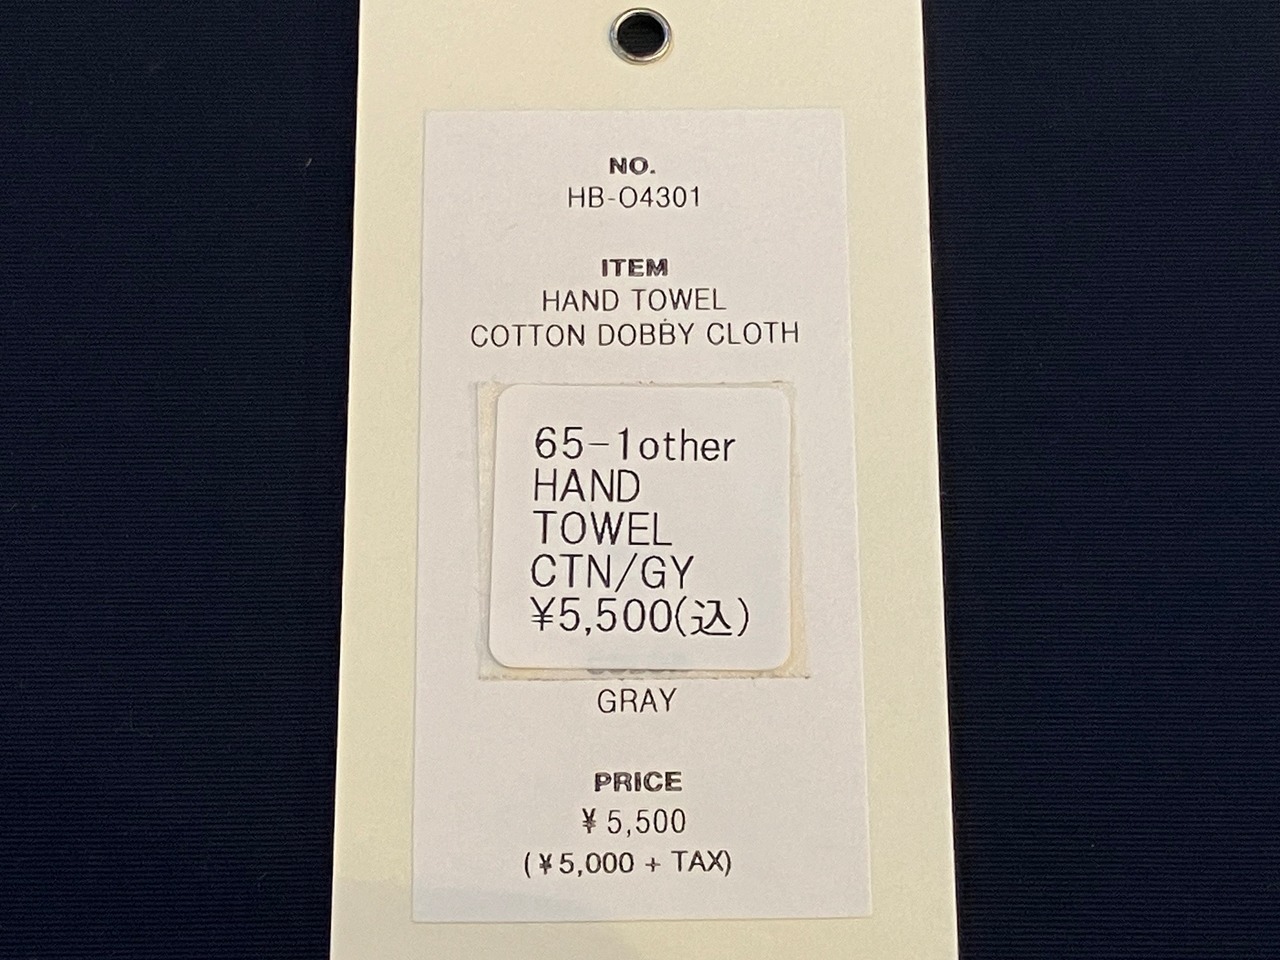 NO.
HB-O4301
ITEM
HAND TOWEL
COTTON DOBBY CLOTH
65-1other
HAND
TOWEL
CTN/GY
¥5,500(込)
GRAY
PRICE
¥ 5,500
(¥5,000 + TAX)